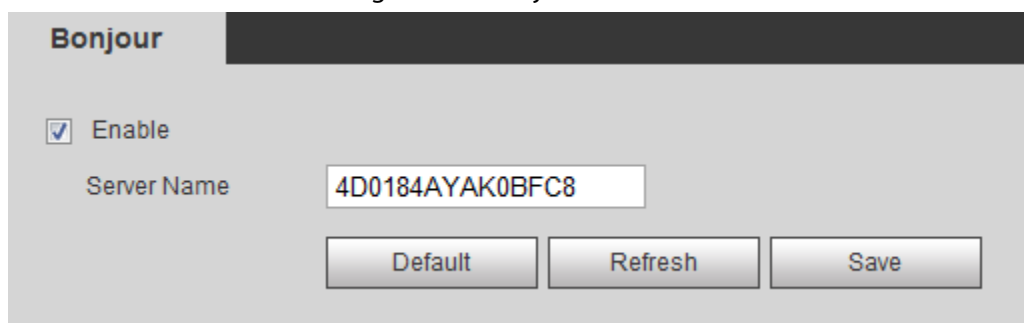 Bonjour
Enable
Server Name 4D0184AYAK0BFC8
Default Refresh Save